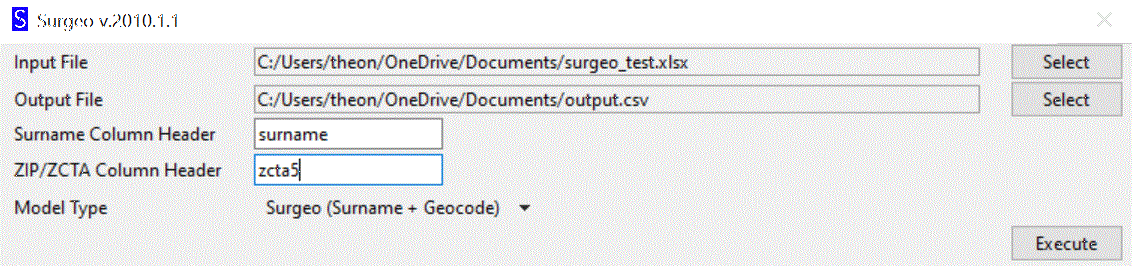 S Surgeo v.2010.1.1
Input File C:/Users/theon/OneDrive/Documents/surgeo_test.xlsx Select
Output File C:/Users/theon/OneDrive/Documents/output.csv Select
Surname Column Header surname
ZIP/ZCTA Column Header zcta5
Model Type Surgeo (Surname + Geocode)
Execute